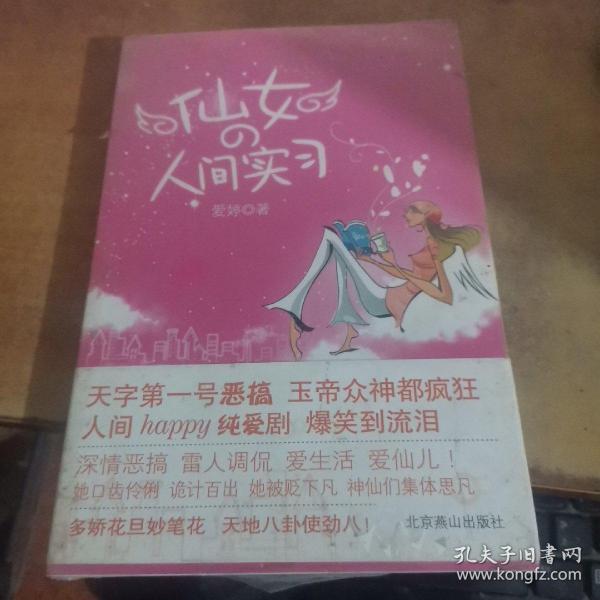 仙女
の
人间实习
爱婷◎著
天字第一号恶搞 玉帝众神都疯狂
人间happy纯爱剧 爆笑到流泪
深情恶搞 雷人调侃 爱生活 爱仙儿！
她口齿伶俐 诡计百出 她被贬下凡 神仙们集体思凡
多娇花旦妙笔花 天地八卦使劲八！
北京燕山出版社
孔夫子旧书网
www.kongfz.com